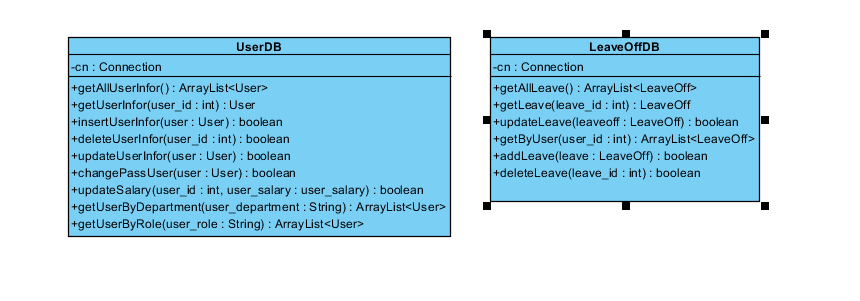 UserDB
-cn : Connection
+getAllUserInfor() : ArrayList<User>
+getUserInfor(user_id : int) : User
+insertUserInfor(user : User) : boolean
+deleteUserInfor(user_id : int) : boolean
+updateUserInfor(user : User) : boolean
+changePassUser(user : User) : boolean
+updateSalary(user_id : int, user_salary : user_salary) : boolean
+getUserByDepartment(user_department : String) : ArrayList<User>
+getUserByRole(user_role : String) : ArrayList<User>
LeaveOffDB
-cn : Connection
+getAllLeave() : ArrayList<LeaveOff>
+getLeave(leave_id : int) : LeaveOff
+updateLeave(leaveoff : LeaveOff) : boolean
+getByUser(user_id : int) : ArrayList<LeaveOff>
+addLeave(leave : LeaveOff) : boolean
+deleteLeave(leave_id : int) : boolean